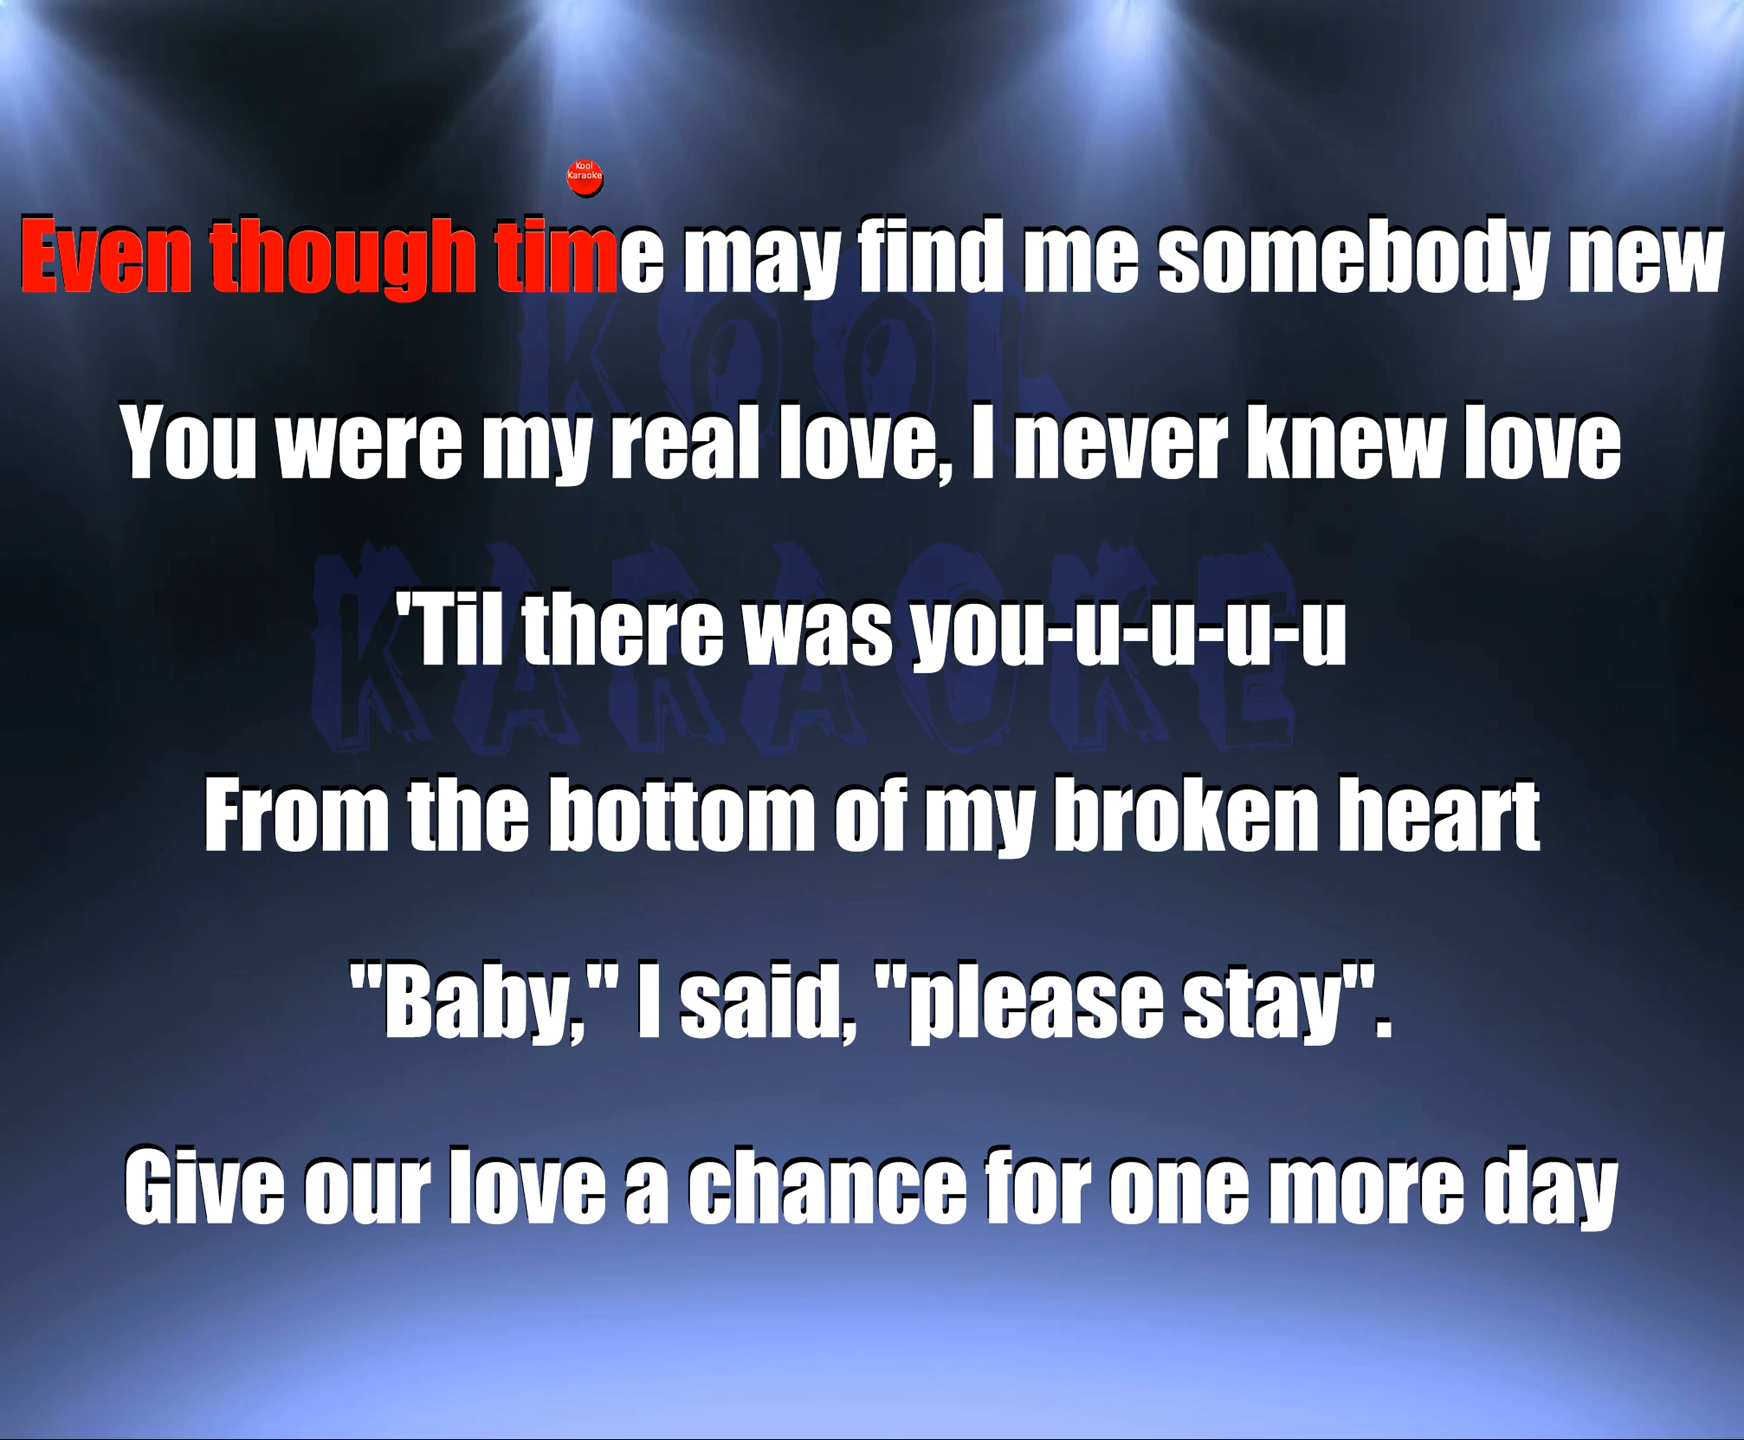 Kool
Karaoke
Even though time may find me somebody new
KOOL
You were my real love, I never knew love
KARAOKE
'Til there was you-u-u-u-u
From the bottom of my broken heart
"Baby," I said, "please stay".
Give our love a chance for one more day